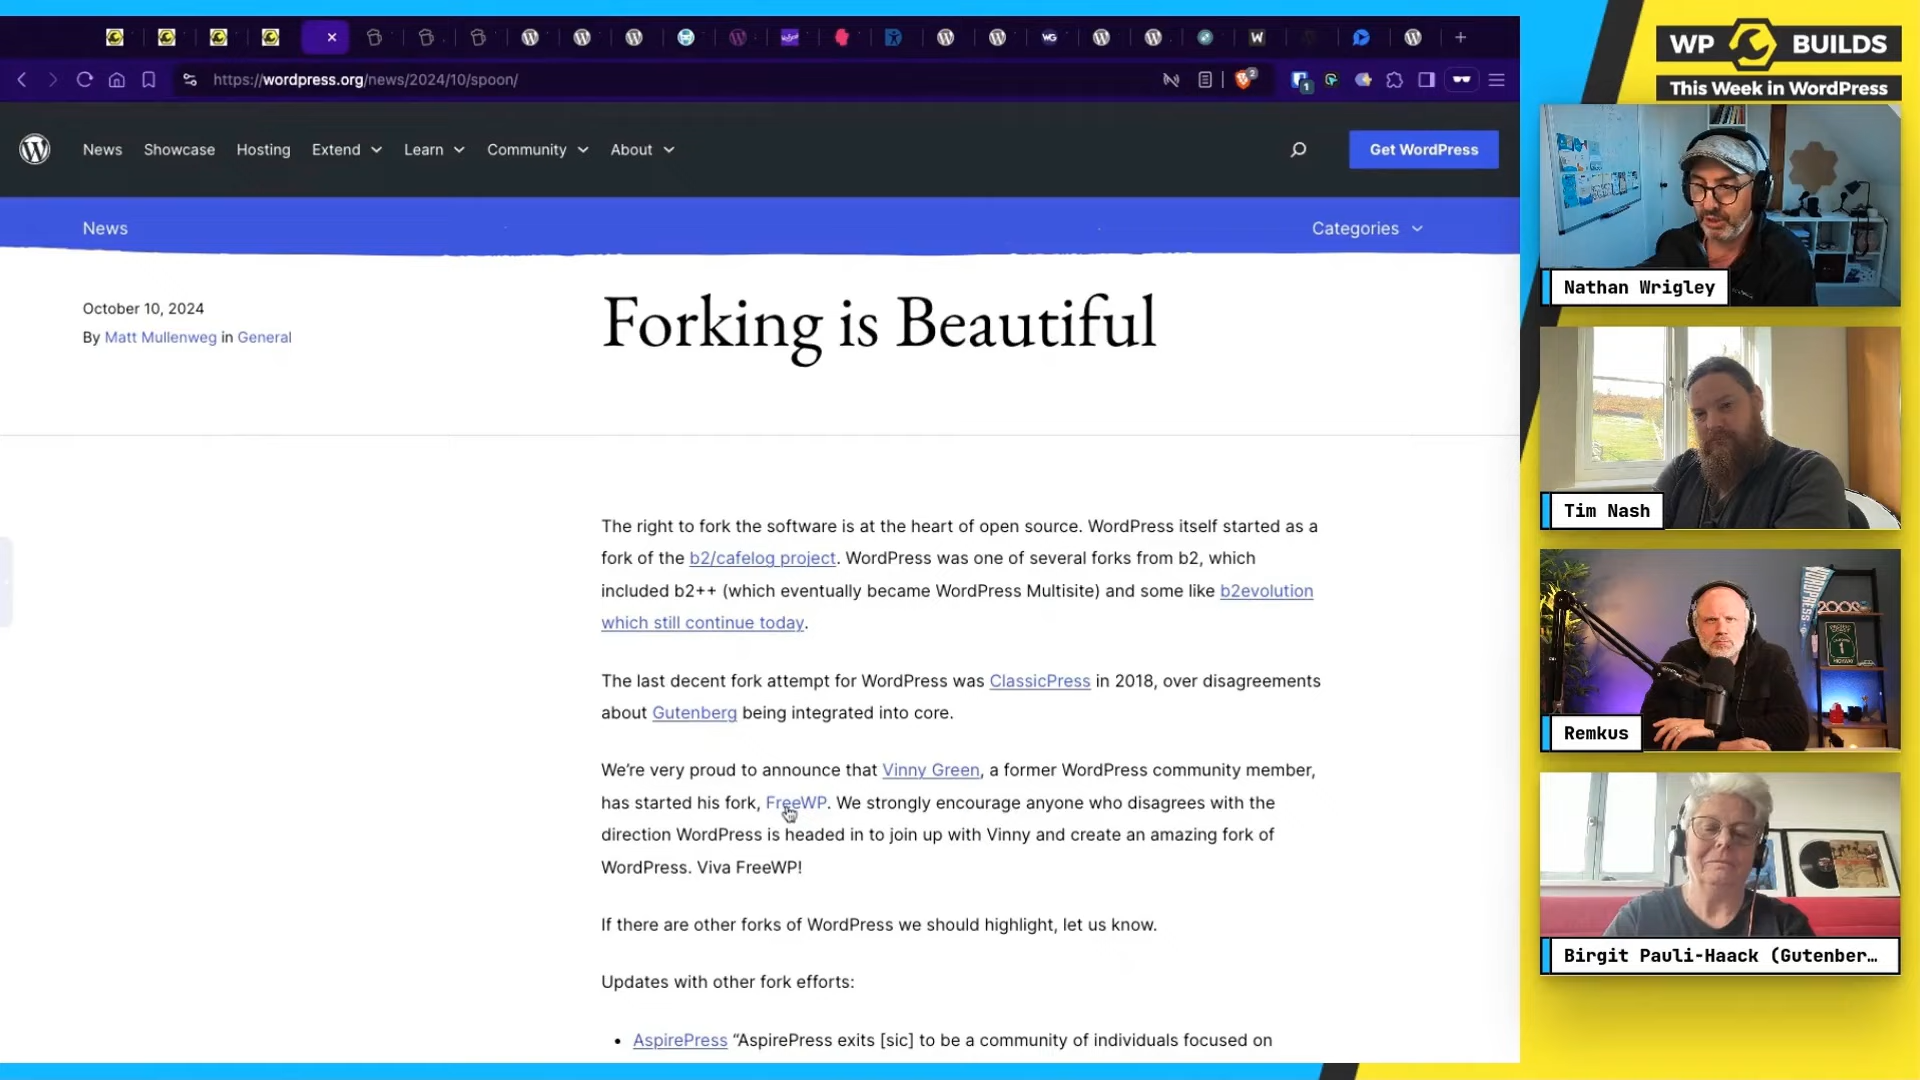 https://wordpress.org/news/2024/10/spoon/
News Showcase Hosting Extend Learn Community About
Get WordPress
News
Categories
October 10, 2024
By Matt Mullenweg in General
Forking is Beautiful
The right to fork the software is at the heart of open source. WordPress itself started as a
fork of the b2/cafelog project. WordPress was one of several forks from b2, which
included b2++ (which eventually became WordPress Multisite) and some like b2evolution
which still continue today.
The last decent fork attempt for WordPress was ClassicPress in 2018, over disagreements
about Gutenberg being integrated into core.
We’re very proud to announce that Vinny Green, a former WordPress community member,
has started his fork, FreeWP. We strongly encourage anyone who disagrees with the
direction WordPress is headed in to join up with Vinny and create an amazing fork of
WordPress. Viva FreeWP!
If there are other forks of WordPress we should highlight, let us know.
Updates with other fork efforts:
• AspirePress “AspirePress exits [sic] to be a community of individuals focused on
WP BUILDS
This Week in WordPress
Nathan Wrigley
Tim Nash
Remkus
Birgit Pauli-Haack (Gutenber…